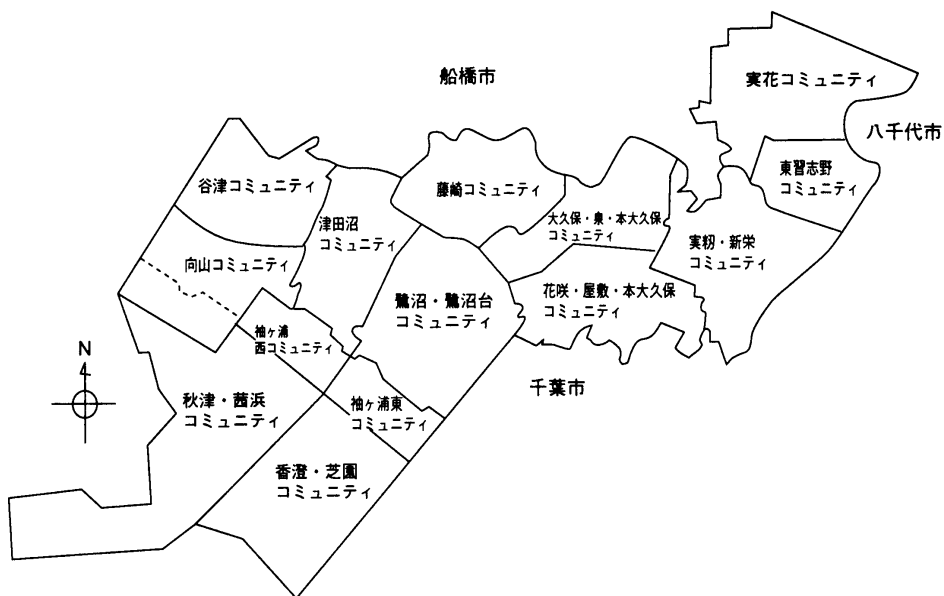 船橋市
実花コミュニティ
八千代市
東習志野
コミュニティ
谷津コミュニティ
藤崎コミュニティ
津田沼
コミュニティ
大久保・泉・本大久保
コミュニティ
実籾・新栄
コミュニティ
向山コミュニティ
鷺沼・鷺沼台
コミュニティ
花咲・屋敷・本大久保
コミュニティ
袖ヶ浦
西コミュニティ
N
千葉市
秋津・茜浜
コミュニティ
袖ヶ浦東
コミュニティ
香澄・芝園
コミュニティ